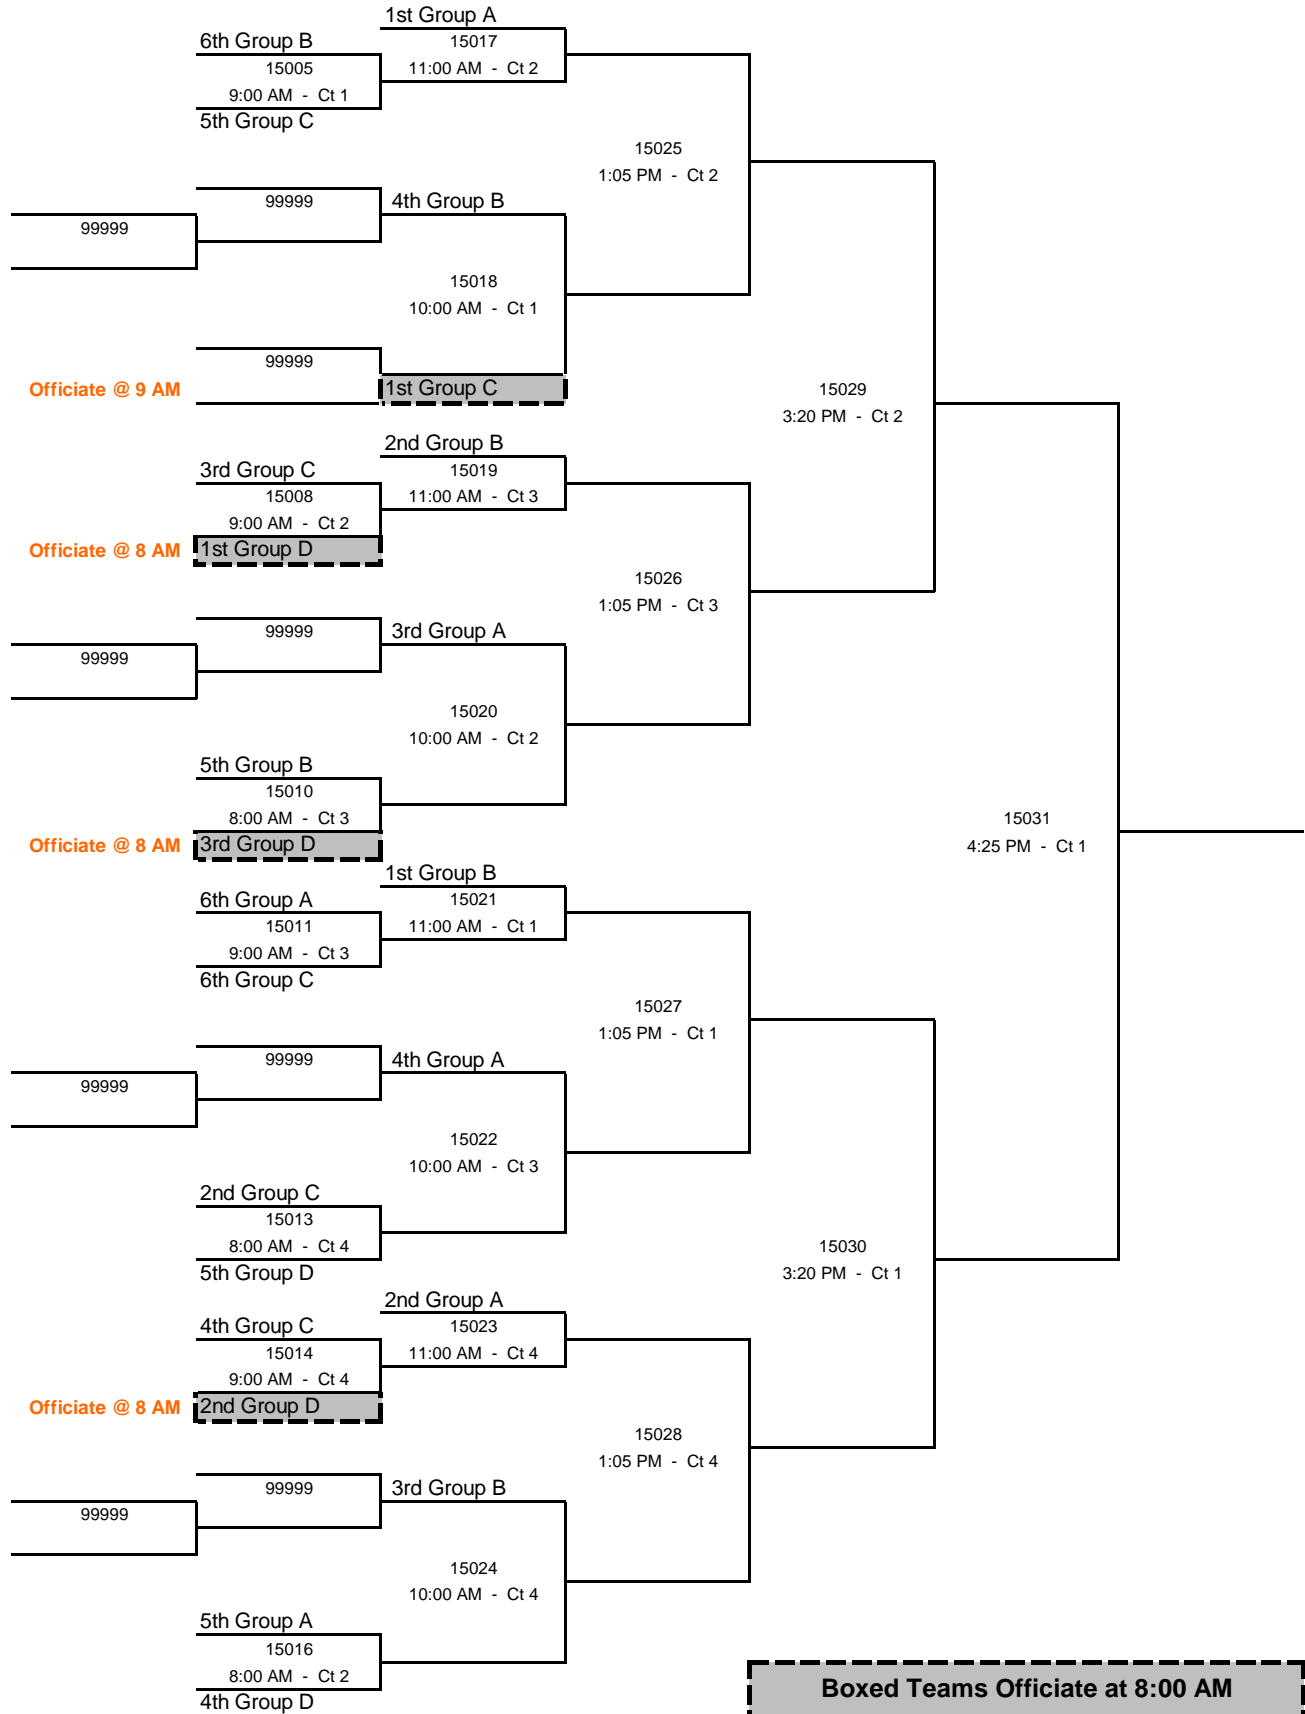 1st Group A
6th Group B
15017
15005
11:00 AM - Ct 2
9:00 AM - Ct 1
5th Group C
15025
1:05 PM - Ct 2
99999
4th Group B
99999
15018
10:00 AM - Ct 1
99999
Officiate @ 9 AM
1st Group C
15029
3:20 PM - Ct 2
2nd Group B
3rd Group C
15019
15008
11:00 AM - Ct 3
9:00 AM - Ct 2
Officiate @ 8 AM
1st Group D
15026
1:05 PM - Ct 3
99999
3rd Group A
99999
15020
10:00 AM - Ct 2
5th Group B
15010
8:00 AM - Ct 3
15031
Officiate @ 8 AM
3rd Group D
4:25 PM - Ct 1
1st Group B
6th Group A
15021
15011
11:00 AM - Ct 1
9:00 AM - Ct 3
6th Group C
15027
1:05 PM - Ct 1
99999
4th Group A
99999
15022
10:00 AM - Ct 3
2nd Group C
15013
8:00 AM - Ct 4
15030
5th Group D
3:20 PM - Ct 1
2nd Group A
4th Group C
15023
15014
11:00 AM - Ct 4
9:00 AM - Ct 4
Officiate @ 8 AM
2nd Group D
15028
1:05 PM - Ct 4
99999
3rd Group B
99999
15024
10:00 AM - Ct 4
5th Group A
15016
8:00 AM - Ct 2
4th Group D
Boxed Teams Officiate at 8:00 AM